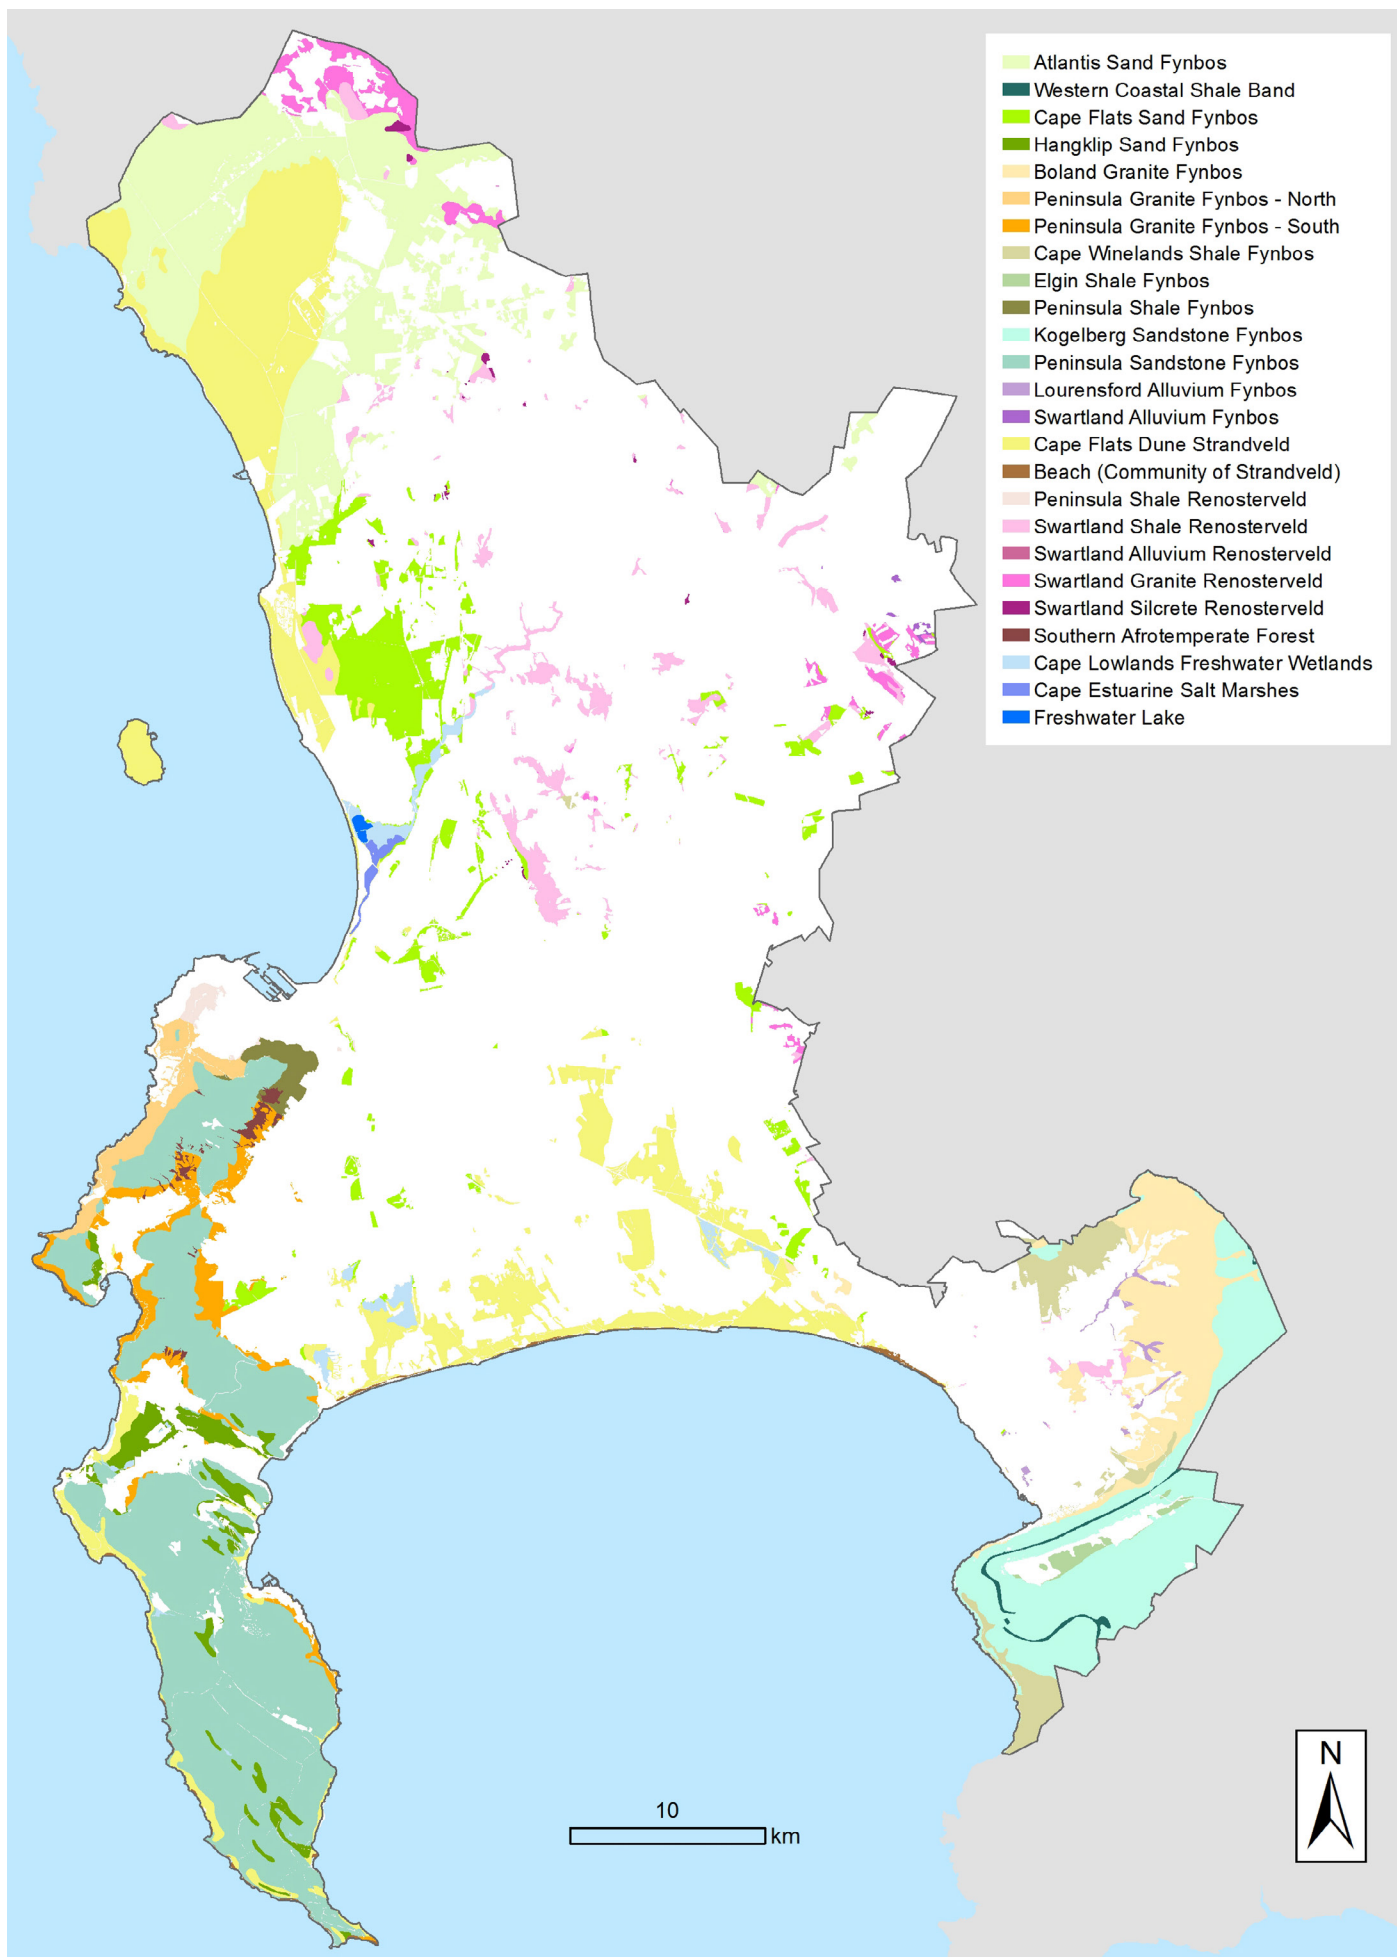 Atlantis Sand Fynbos
Western Coastal Shale Band
Cape Flats Sand Fynbos
Hangklip Sand Fynbos
Boland Granite Fynbos
Peninsula Granite Fynbos - North
Peninsula Granite Fynbos - South
Cape Winelands Shale Fynbos
Elgin Shale Fynbos
Peninsula Shale Fynbos
Kogelberg Sandstone Fynbos
Peninsula Sandstone Fynbos
Lourensford Alluvium Fynbos
Swartland Alluvium Fynbos
Cape Flats Dune Strandveld
Beach (Community of Strandveld)
Peninsula Shale Renosterveld
Swartland Shale Renosterveld
Swartland Alluvium Renosterveld
Swartland Granite Renosterveld
Swartland Silcrete Renosterveld
Southern Afrotemperate Forest
Cape Lowlands Freshwater Wetlands
Cape Estuarine Salt Marshes
Freshwater Lake
N
10
km